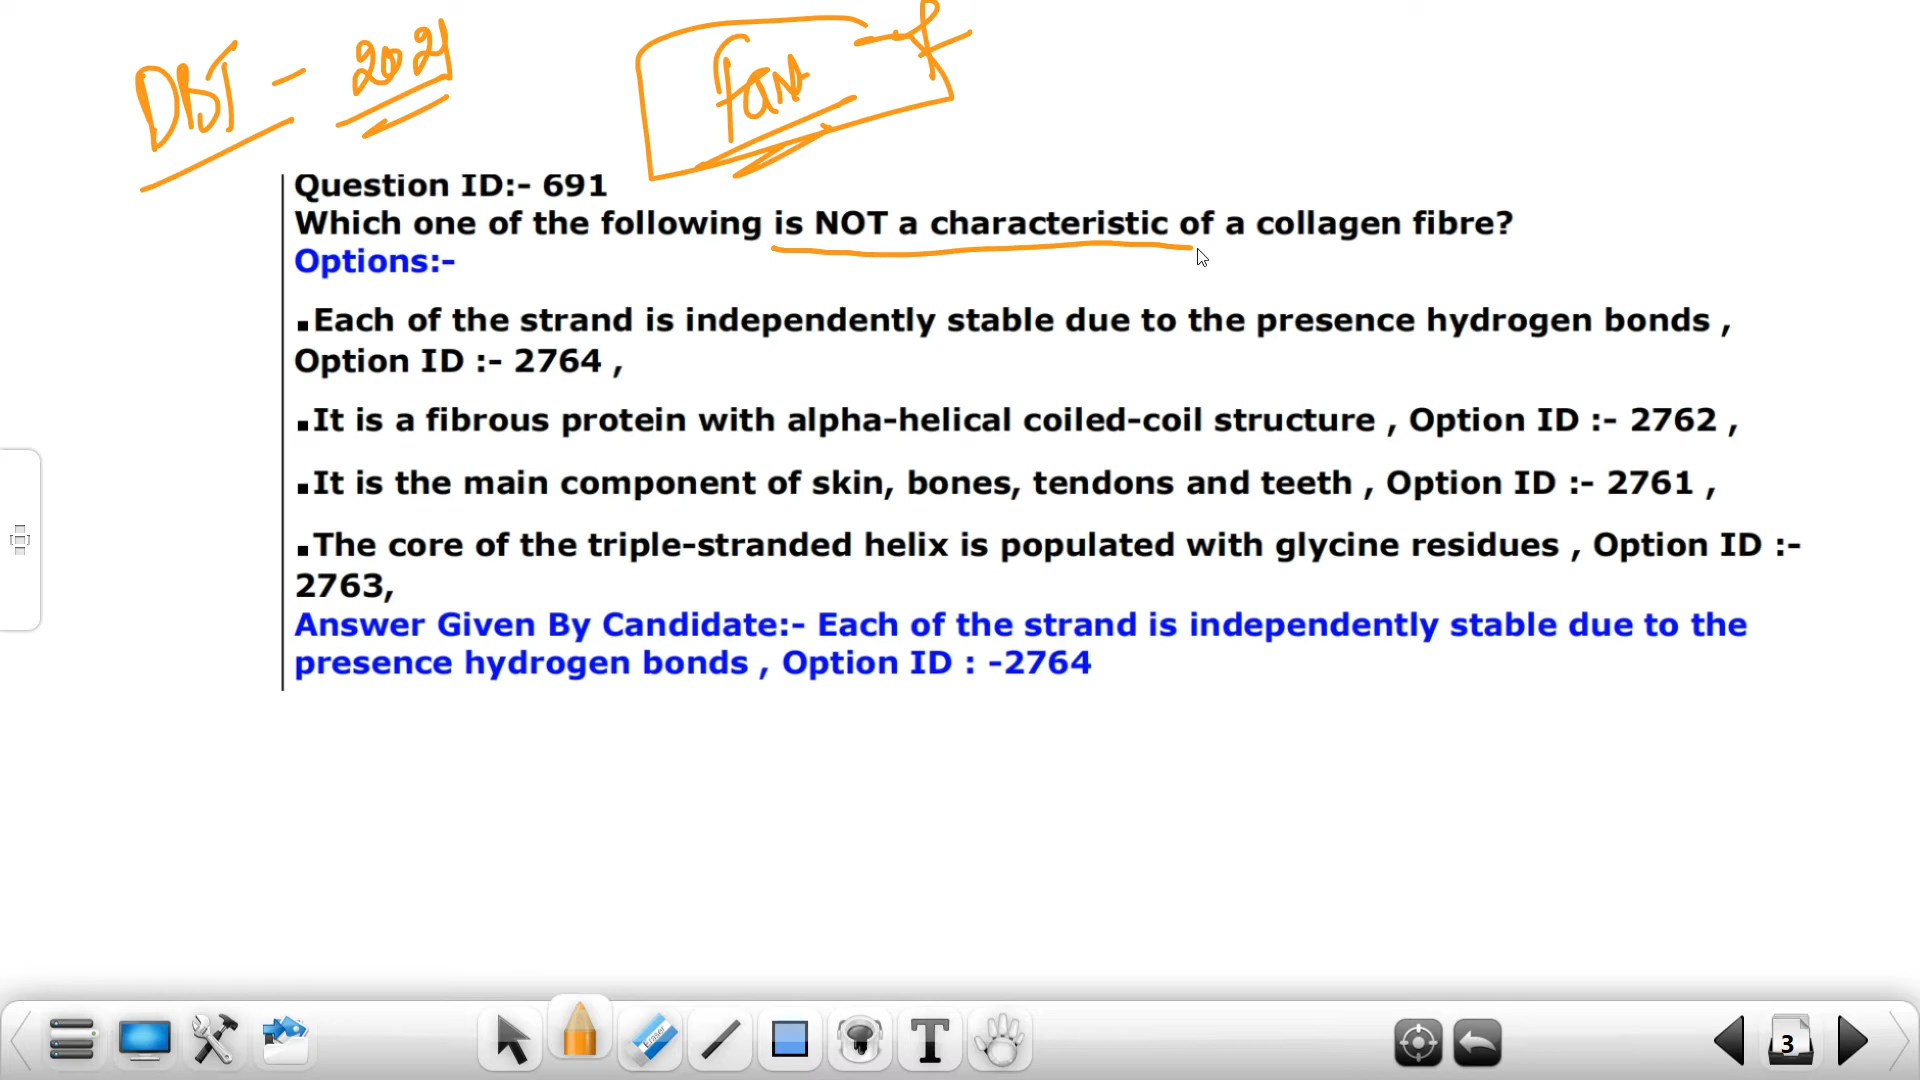 DBT - 2021
Question ID:- 691
Which one of the following is NOT a characteristic of a collagen fibre?
Options:-
▪Each of the strand is independently stable due to the presence hydrogen bonds ,
Option ID :- 2764 ,
▪It is a fibrous protein with alpha-helical coiled-coil structure , Option ID :- 2762 ,
▪It is the main component of skin, bones, tendons and teeth , Option ID :- 2761 ,
▪The core of the triple-stranded helix is populated with glycine residues , Option ID :-
2763,
Answer Given By Candidate:- Each of the strand is independently stable due to the
presence hydrogen bonds , Option ID : -2764
Eraser
T
3